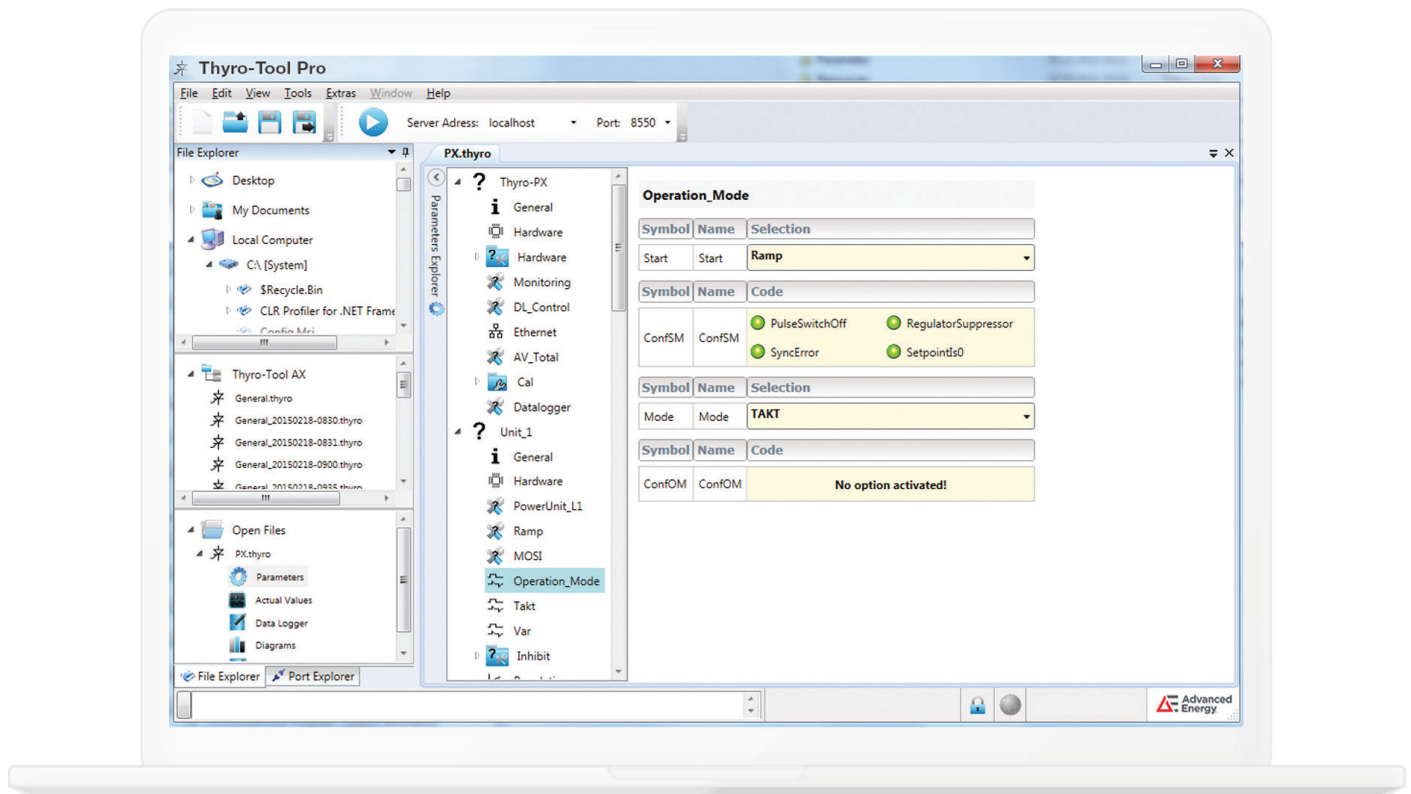 Thyro-Tool Pro
File Edit View Tools Extras Window Help
Server Adress: localhost Port: 8550
File Explorer
Desktop
My Documents
Local Computer
C:\ [System]
$Recycle.Bin
CLR Profiler for .NET Frame
Config.Msi
Thyro-Tool AX
General.thyro
General_20150218-0830.thyro
General_20150218-0831.thyro
General_20150218-0900.thyro
General_20150218-0935.thyro
Open Files
PX.thyro
Parameters
Actual Values
Data Logger
Diagrams
File Explorer Port Explorer
PX.thyro
Parameters Explorer
Thyro-PX
General
Hardware
Hardware
Monitoring
DL_Control
Ethernet
AV_Total
Cal
Datalogger
Unit_1
General
Hardware
PowerUnit_L1
Ramp
MOSI
Operation_Mode
Takt
Var
Inhibit
Operation_Mode
Symbol Name Selection
Start Start Ramp
Symbol Name Code
ConfSM ConfSM PulseSwitchOff RegulatorSuppressor
SyncError SetpointIs0
Symbol Name Selection
Mode Mode TAKT
Symbol Name Code
ConfOM ConfOM No option activated!
Advanced
Energy